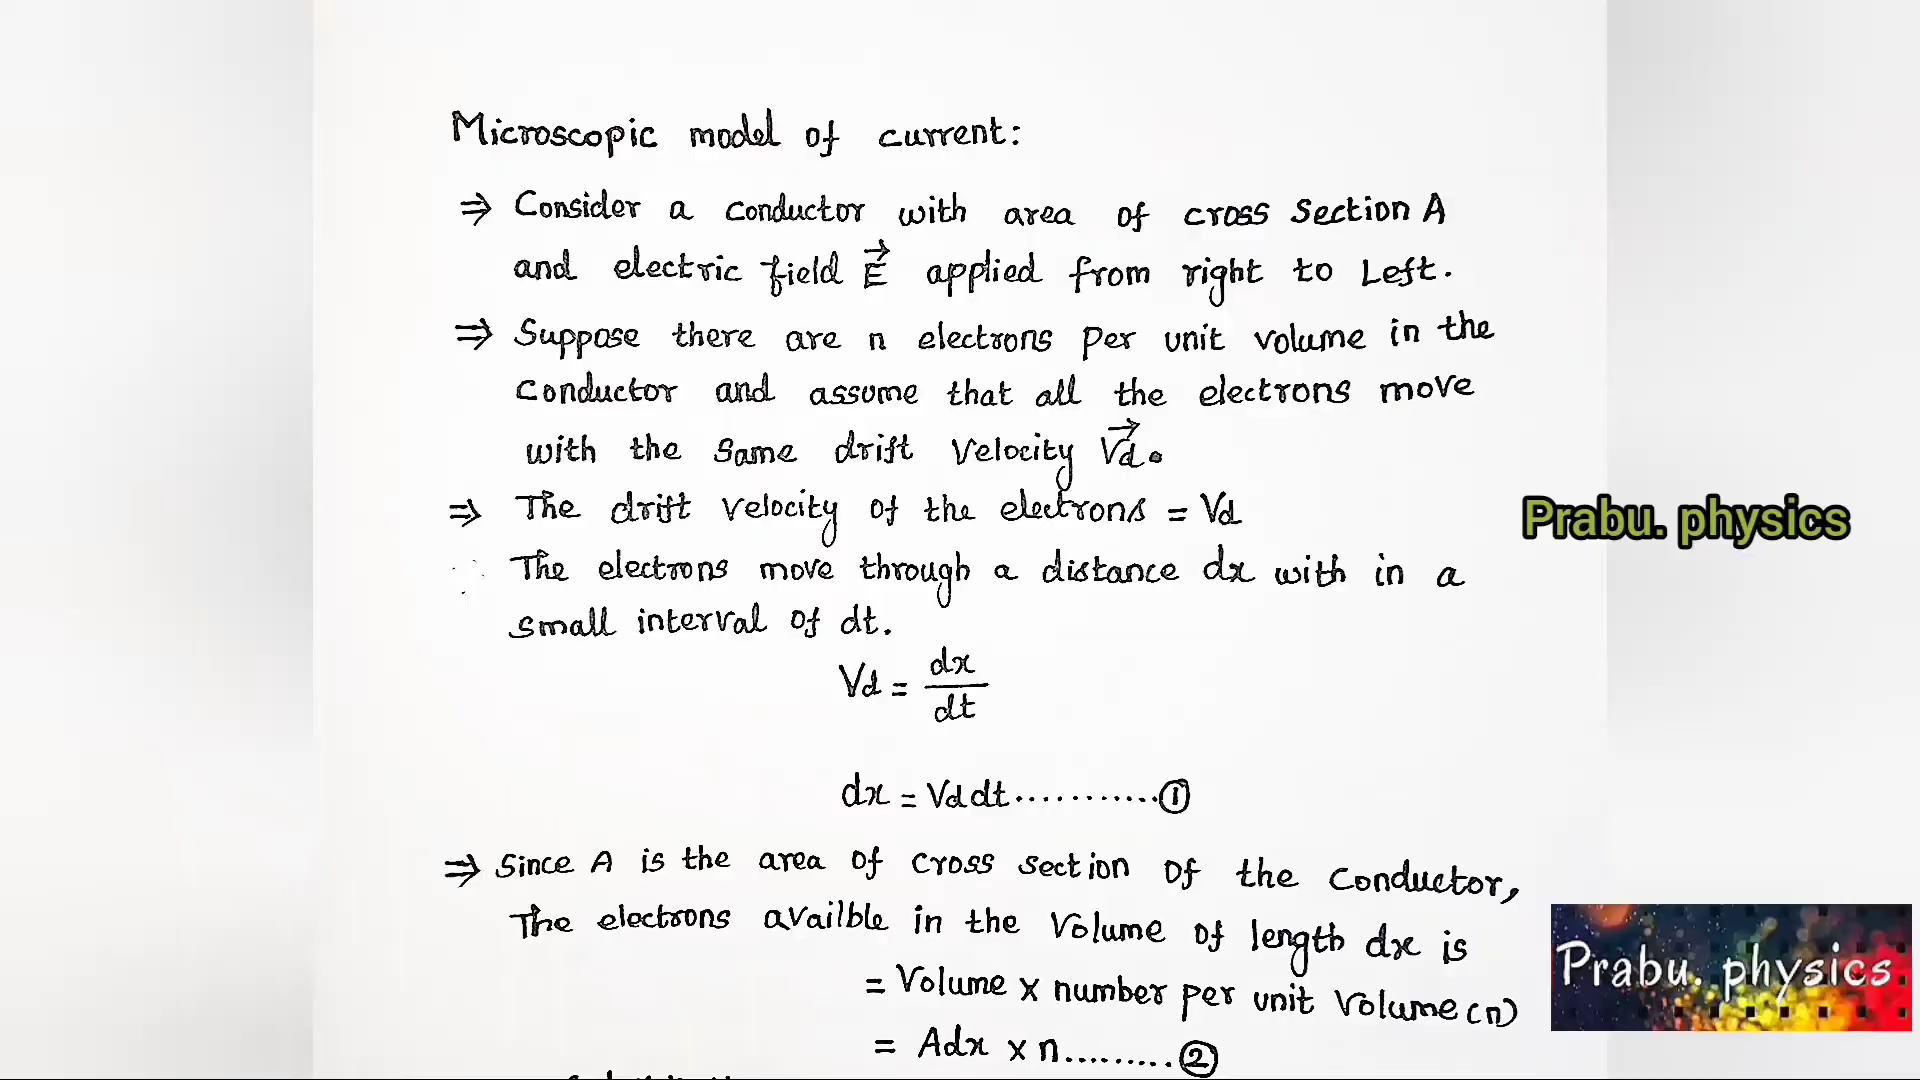 Microscopic model of current:
⇒ Consider a conductor with area of cross section A
and electric field E⃗ applied from right to Left.
⇒ Suppose there are n electrons per unit volume in the
conductor and assume that all the electrons move
with the same drift velocity V⃗d.
⇒ The drift velocity of the electrons = Vd
The electrons move through a distance dx with in a
small interval of dt.
Vd = dx/dt
dx = Vd dt...........①
⇒ Since A is the area of cross section of the conductor,
The electrons availble in the volume of length dx is
= Volume × number per unit volume (n)
= Adx × n.........②
Prabu. physics
Prabu. physics